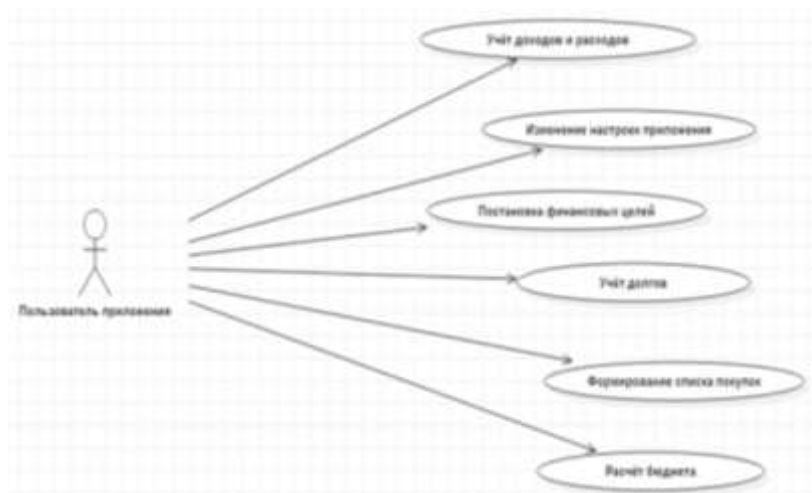 Учёт доходов и расходов
Изменение настроек приложения
Постановка финансовых целей
Учёт долгов
Пользователь приложения
Формирование списка покупок
Расчёт бюджета